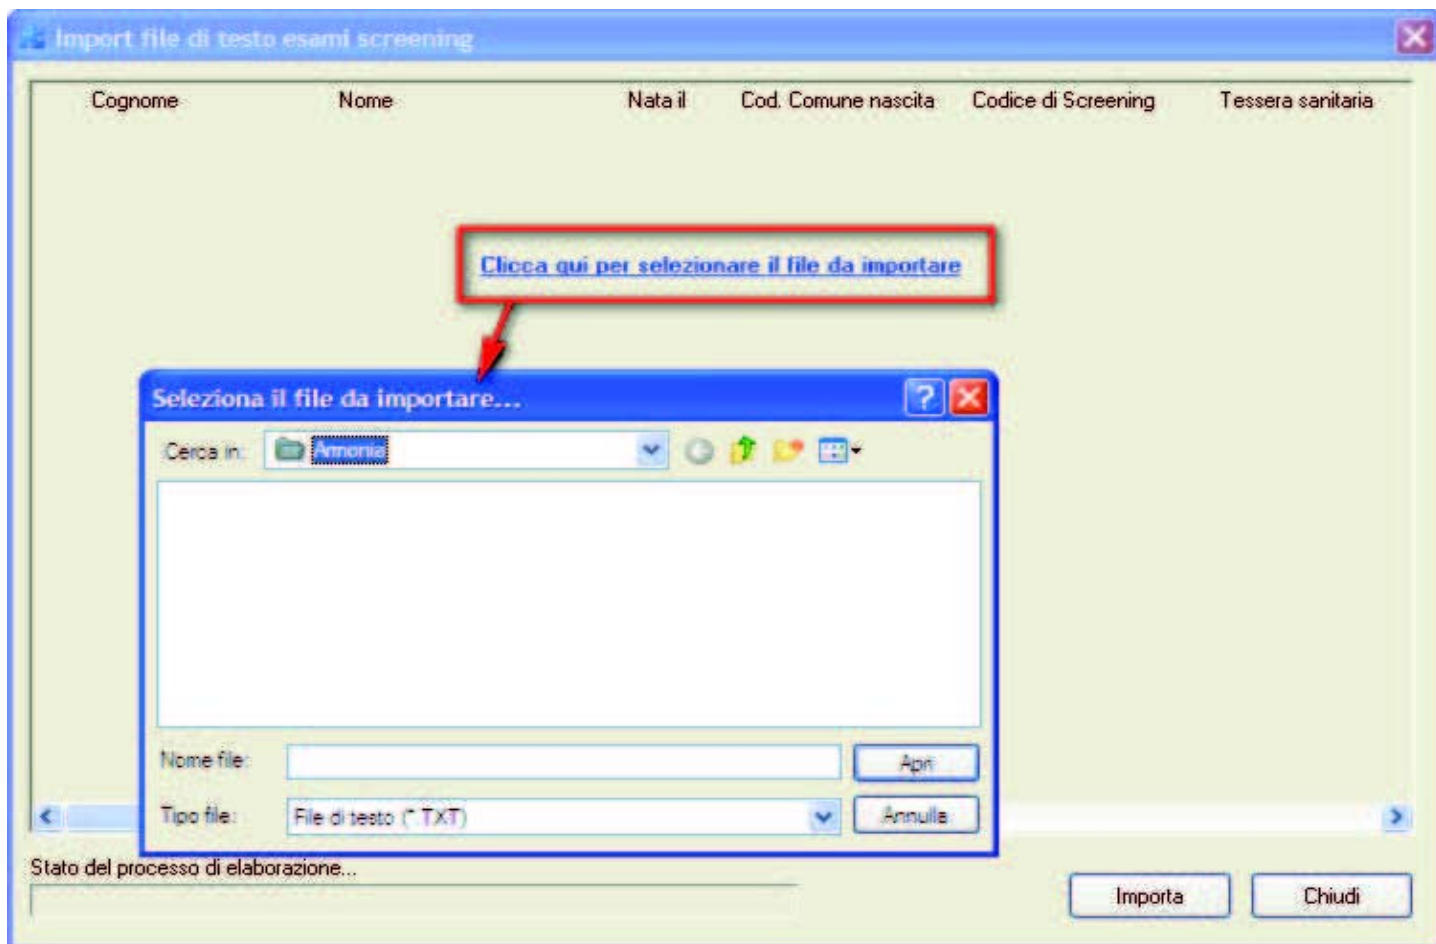 Import file di testo esami screening
Cognome Nome Nata il Cod. Comune nascita Codice di Screening Tessera sanitaria
Clicca qui per selezionare il file da importare
Seleziona il file da importare...
Cerca in: Armonia
Nome file: Apri
Tipo file: File di testo (*.TXT) Annulla
Stato del processo di elaborazione...
Importa Chiudi